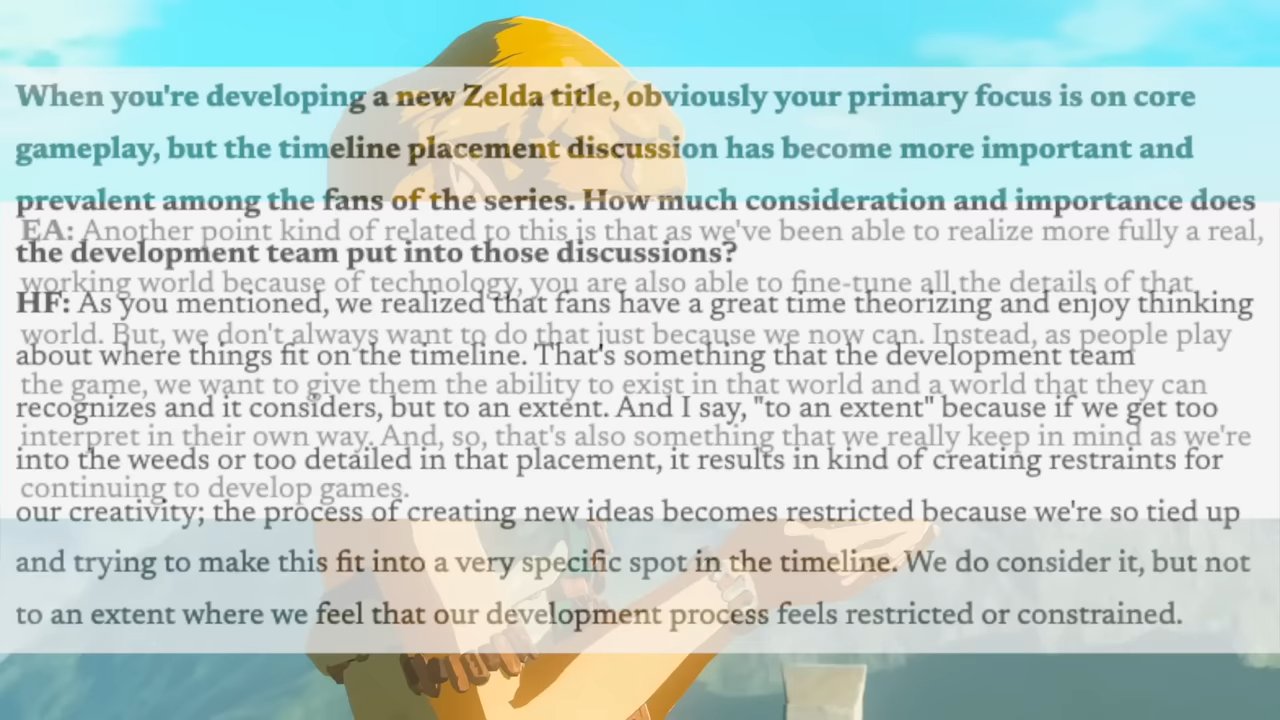 When you're developing a new Zelda title, obviously your primary focus is on core
gameplay, but the timeline placement discussion has become more important and
prevalent among the fans of the series. How much consideration and importance does
the development team put into those discussions?
HF: As you mentioned, we realized that fans have a great time theorizing and enjoy thinking
about where things fit on the timeline. That's something that the development team
recognizes and it considers, but to an extent. And I say, "to an extent" because if we get too
into the weeds or too detailed in that placement, it results in kind of creating restraints for
our creativity; the process of creating new ideas becomes restricted because we're so tied up
and trying to make this fit into a very specific spot in the timeline. We do consider it, but not
to an extent where we feel that our development process feels restricted or constrained.
EA: Another point kind of related to this is that as we've been able to realize more fully a real,
working world because of technology, you are also able to fine-tune all the details of that
world. But, we don't always want to do that just because we now can. Instead, as people play
the game, we want to give them the ability to exist in that world and a world that they can
interpret in their own way. And, so, that's also something that we really keep in mind as we're
continuing to develop games.